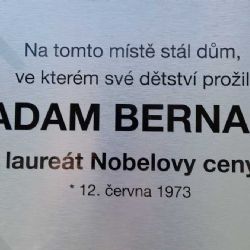 Na tomto místě stál dům,
ve kterém své dětství prožil
ADAM BERNA
laureát Nobelovy ceny
* 12. června 1973